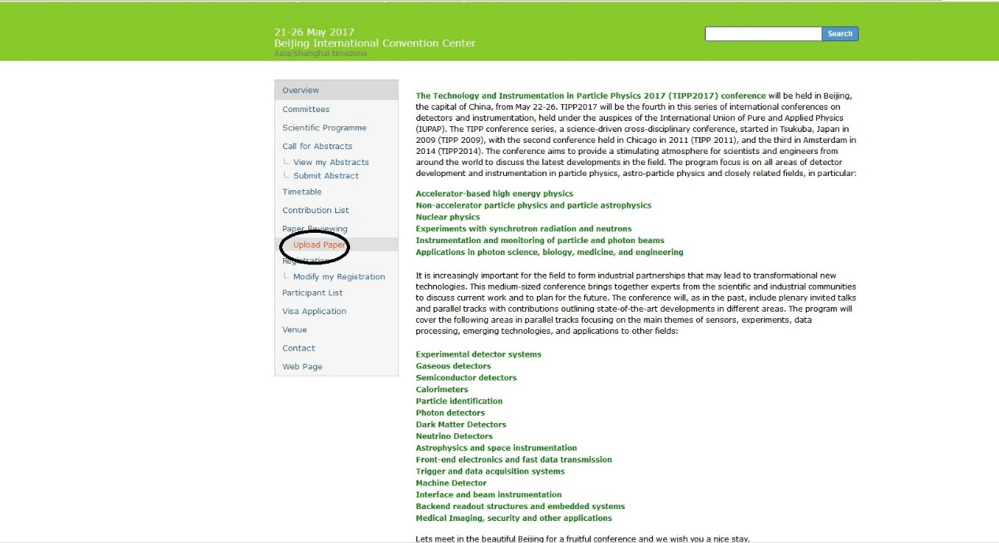 21-26 May 2017
Beijing International Convention Center
Asia/Shanghai timezone
Search
Overview
Committees
Scientific Programme
Call for Abstracts
View my Abstracts
Submit Abstract
Timetable
Contribution List
Paper Reviewing
Upload Paper
Registration
Modify my Registration
Participant List
Visa Application
Venue
Contact
Web Page
The Technology and Instrumentation in Particle Physics 2017 (TIPP2017) conference will be held in Beijing,
the capital of China, from May 22-26. TIPP2017 will be the fourth in this series of international conferences on
detectors and instrumentation, held under the auspices of the International Union of Pure and Applied Physics
(IUPAP). The TIPP conference series, a science-driven cross-disciplinary conference, started in Tsukuba, Japan in
2009 (TIPP 2009), with the second conference held in Chicago in 2011 (TIPP 2011), and the third in Amsterdam in
2014 (TIPP2014). The conference aims to provide a stimulating atmosphere for scientists and engineers from
around the world to discuss the latest developments in the field. The program focus is on all areas of detector
development and instrumentation in particle physics, astro-particle physics and closely related fields, in particular:
Accelerator-based high energy physics
Non-accelerator particle physics and particle astrophysics
Nuclear physics
Experiments with synchrotron radiation and neutrons
Instrumentation and monitoring of particle and photon beams
Applications in photon science, biology, medicine, and engineering
It is increasingly important for the field to form industrial partnerships that may lead to transformational new
technologies. This medium-sized conference brings together experts from the scientific and industrial communities
to discuss current work and to plan for the future. The conference will, as in the past, include plenary invited talks
and parallel tracks with contributions outlining state-of-the-art developments in different areas. The program will
cover the following areas in parallel tracks focusing on the main themes of sensors, experiments, data
processing, emerging technologies, and applications to other fields:
Experimental detector systems
Gaseous detectors
Semiconductor detectors
Calorimeters
Particle identification
Photon detectors
Dark Matter Detectors
Neutrino Detectors
Astrophysics and space instrumentation
Front-end electronics and fast data transmission
Trigger and data acquisition systems
Machine Detector
Interface and beam instrumentation
Backend readout structures and embedded systems
Medical Imaging, security and other applications
Lets meet in the beautiful Beijing for a fruitful conference and we wish you a nice stay.